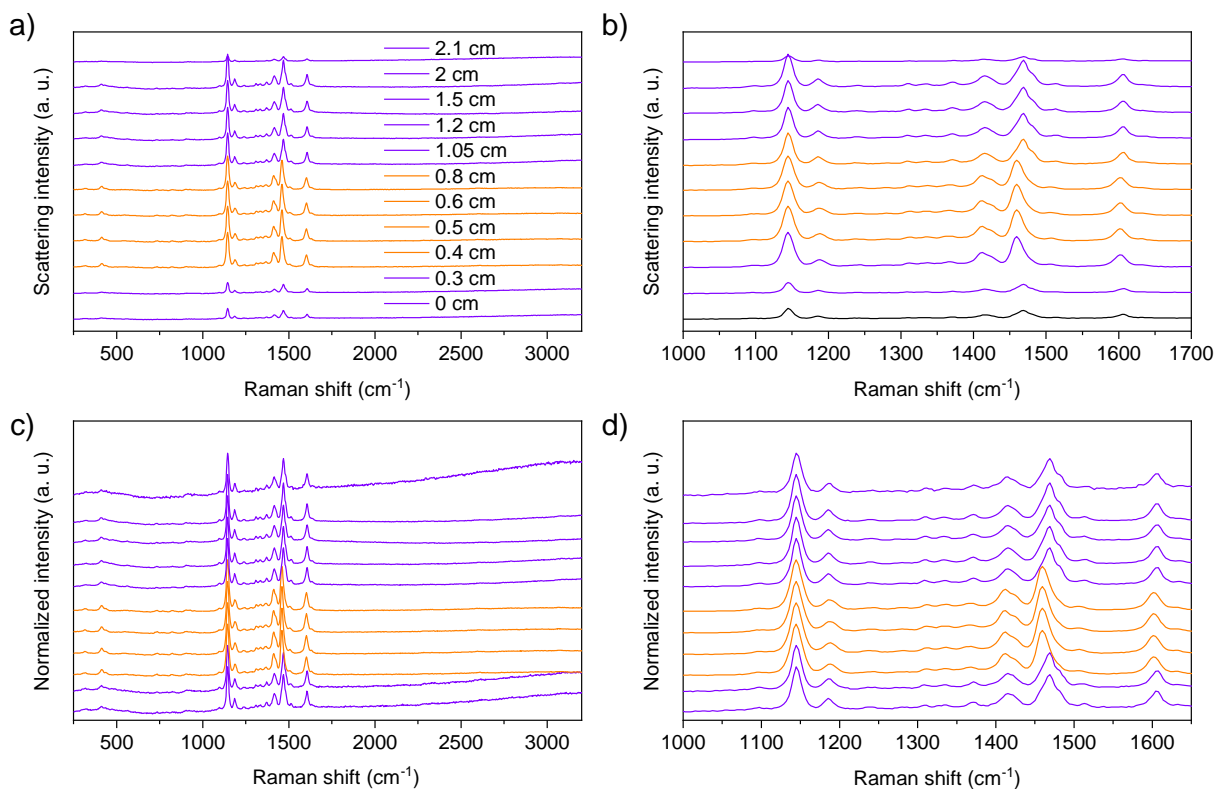 a)
Scattering intensity (a. u.)
2.1 cm
2 cm
1.5 cm
1.2 cm
1.05 cm
0.8 cm
0.6 cm
0.5 cm
0.4 cm
0.3 cm
0 cm
500 1000 1500 2000 2500 3000
Raman shift (cm⁻¹)
b)
Scattering intensity (a. u.)
1000 1100 1200 1300 1400 1500 1600 1700
Raman shift (cm⁻¹)
c)
Normalized intensity (a. u.)
500 1000 1500 2000 2500 3000
Raman shift (cm⁻¹)
d)
Normalized intensity (a. u.)
1000 1100 1200 1300 1400 1500 1600
Raman shift (cm⁻¹)